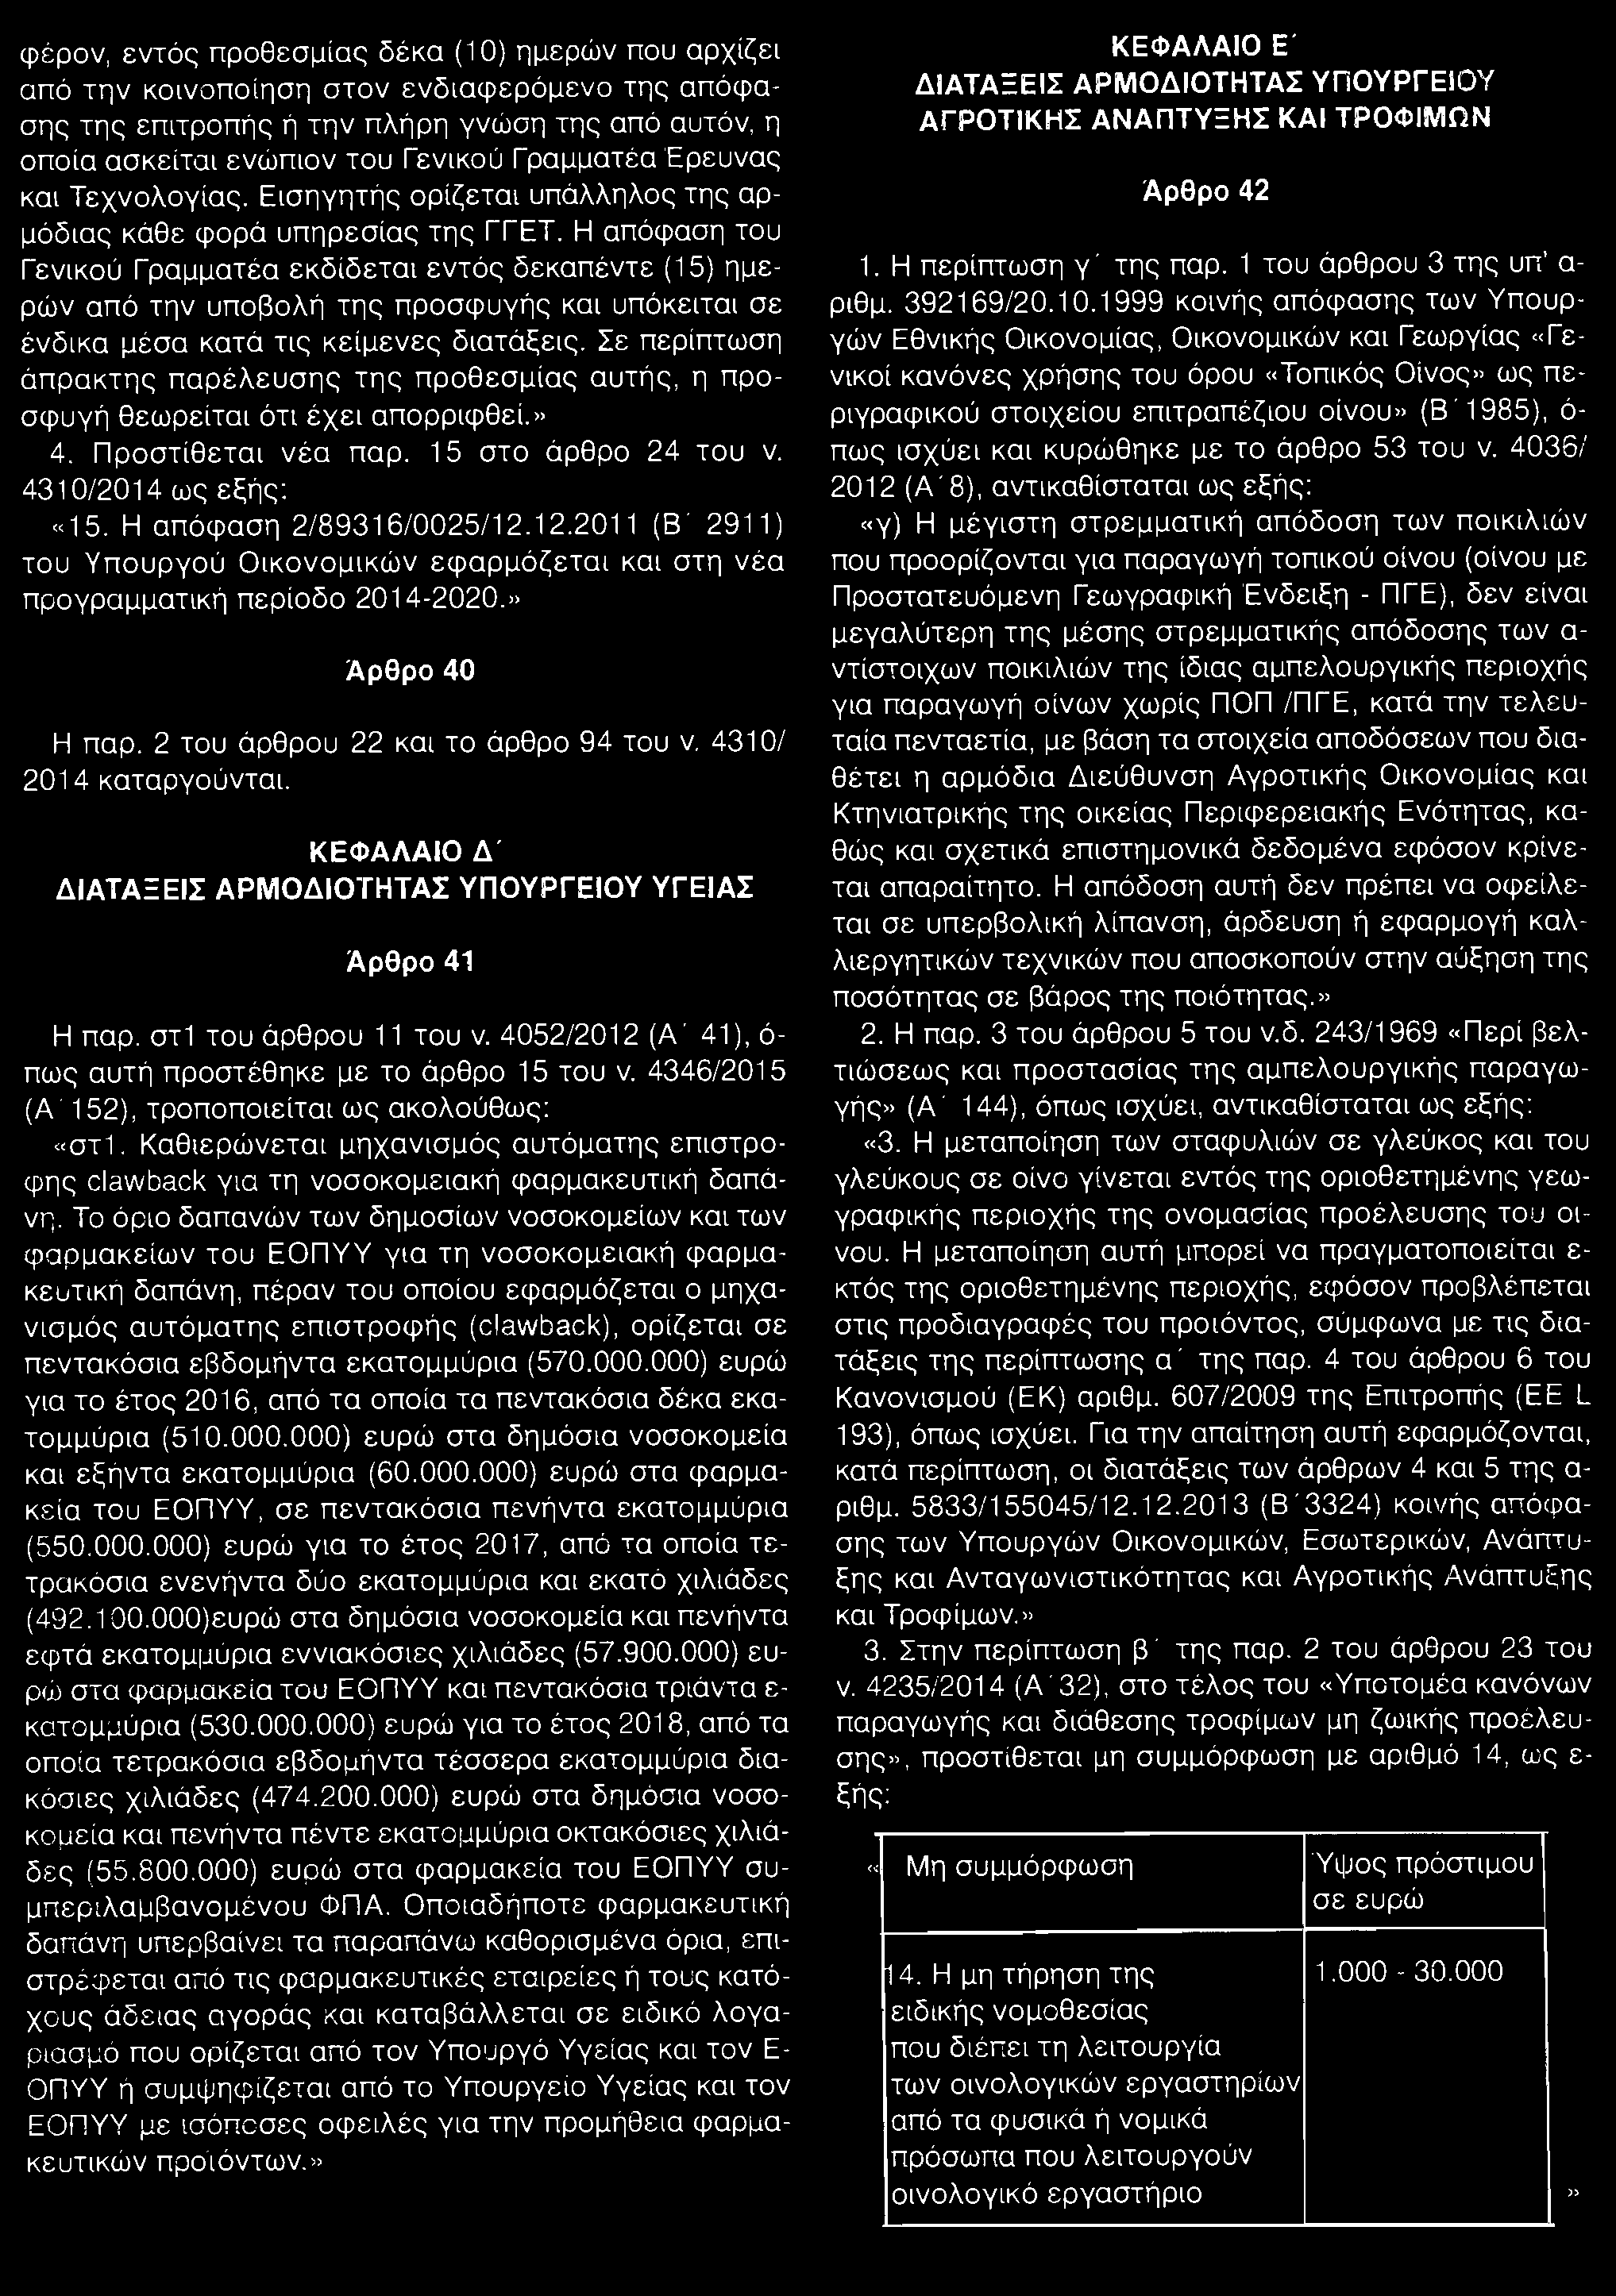 φέρον, εντός προθεσμίας δέκα (10) ημερών που αρχίζει
από την κοινοποίηση στον ενδιαφερόμενο της απόφα-
σης της επιτροπής ή την πλήρη γνώση της από αυτόν, η
οποία ασκείται ενώπιον του Γενικού Γραμματέα Έρευνας
και Τεχνολογίας. Εισηγητής ορίζεται υπάλληλος της αρ-
μόδιας κάθε φορά υπηρεσίας της ΓΓΕΤ. Η απόφαση του
Γενικού Γραμματέα εκδίδεται εντός δεκαπέντε (15) ημε-
ρών από την υποβολή της προσφυγής και υπόκειται σε
ένδικα μέσα κατά τις κείμενες διατάξεις. Σε περίπτωση
άπρακτης παρέλευσης της προθεσμίας αυτής, η προ-
σφυγή θεωρείται ότι έχει απορριφθεί.»
4. Προστίθεται νέα παρ. 15 στο άρθρο 24 του ν.
4310/2014 ως εξής:
«15. Η απόφαση 2/89316/0025/12.12.2011 (Β΄ 2911)
του Υπουργού Οικονομικών εφαρμόζεται και στη νέα
προγραμματική περίοδο 2014-2020.»
Άρθρο 40
Η παρ. 2 του άρθρου 22 και το άρθρο 94 του ν. 4310/
2014 καταργούνται.
ΚΕΦΑΛΑΙΟ Δ΄
ΔΙΑΤΑΞΕΙΣ ΑΡΜΟΔΙΟΤΗΤΑΣ ΥΠΟΥΡΓΕΙΟΥ ΥΓΕΙΑΣ
Άρθρο 41
Η παρ. στ1 του άρθρου 11 του ν. 4052/2012 (Α΄ 41), ό-
πως αυτή προστέθηκε με το άρθρο 15 του ν. 4346/2015
(Α΄152), τροποποιείται ως ακολούθως:
«στ1. Καθιερώνεται μηχανισμός αυτόματης επιστρο-
φης clawback για τη νοσοκομειακή φαρμακευτική δαπά-
νη. Το όριο δαπανών των δημοσίων νοσοκομείων και των
φαρμακείων του ΕΟΠΥΥ για τη νοσοκομειακή φαρμα-
κευτική δαπάνη, πέραν του οποίου εφαρμόζεται ο μηχα-
νισμός αυτόματης επιστροφής (clawback), ορίζεται σε
πεντακόσια εβδομήντα εκατομμύρια (570.000.000) ευρώ
για το έτος 2016, από τα οποία τα πεντακόσια δέκα εκα-
τομμύρια (510.000.000) ευρώ στα δημόσια νοσοκομεία
και εξήντα εκατομμύρια (60.000.000) ευρώ στα φαρμα-
κεία του ΕΟΠΥΥ, σε πεντακόσια πενήντα εκατομμύρια
(550.000.000) ευρώ για το έτος 2017, από τα οποία τε-
τρακόσια ενενήντα δύο εκατομμύρια και εκατό χιλιάδες
(492.100.000)ευρώ στα δημόσια νοσοκομεία και πενήντα
εφτά εκατομμύρια εννιακόσιες χιλιάδες (57.900.000) ευ-
ρώ στα φαρμακεία του ΕΟΠΥΥ και πεντακόσια τριάντα ε-
κατομμύρια (530.000.000) ευρώ για το έτος 2018, από τα
οποία τετρακόσια εβδομήντα τέσσερα εκατομμύρια δια-
κόσιες χιλιάδες (474.200.000) ευρώ στα δημόσια νοσο-
κομεία και πενήντα πέντε εκατομμύρια οκτακόσιες χιλιά-
δες (55.800.000) ευρώ στα φαρμακεία του ΕΟΠΥΥ συ-
μπεριλαμβανομένου ΦΠΑ. Οποιαδήποτε φαρμακευτική
δαπάνη υπερβαίνει τα παραπάνω καθορισμένα όρια, επι-
στρέφεται από τις φαρμακευτικές εταιρείες ή τους κατό-
χους άδειας αγοράς και καταβάλλεται σε ειδικό λογα-
ριασμό που ορίζεται από τον Υπουργό Υγείας και τον Ε-
ΟΠΥΥ ή συμψηφίζεται από το Υπουργείο Υγείας και τον
ΕΟΠΥΥ με ισόποσες οφειλές για την προμήθεια φαρμα-
κευτικών προϊόντων.»
ΚΕΦΑΛΑΙΟ Ε΄
ΔΙΑΤΑΞΕΙΣ ΑΡΜΟΔΙΟΤΗΤΑΣ ΥΠΟΥΡΓΕΙΟΥ
ΑΓΡΟΤΙΚΗΣ ΑΝΑΠΤΥΞΗΣ ΚΑΙ ΤΡΟΦΙΜΩΝ
Άρθρο 42
1. Η περίπτωση γ΄ της παρ. 1 του άρθρου 3 της υπ’ α-
ριθμ. 392169/20.10.1999 κοινής απόφασης των Υπουρ-
γών Εθνικής Οικονομίας, Οικονομικών και Γεωργίας «Γε-
νικοί κανόνες χρήσης του όρου «Τοπικός Οίνος» ως πε-
ριγραφικού στοιχείου επιτραπέζιου οίνου» (Β΄1985), ό-
πως ισχύει και κυρώθηκε με το άρθρο 53 του ν. 4036/
2012 (Α΄8), αντικαθίσταται ως εξής:
«γ) Η μέγιστη στρεμματική απόδοση των ποικιλιών
που προορίζονται για παραγωγή τοπικού οίνου (οίνου με
Προστατευόμενη Γεωγραφική Ένδειξη - ΠΓΕ), δεν είναι
μεγαλύτερη της μέσης στρεμματικής απόδοσης των α-
ντίστοιχων ποικιλιών της ίδιας αμπελουργικής περιοχής
για παραγωγή οίνων χωρίς ΠΟΠ /ΠΓΕ, κατά την τελευ-
ταία πενταετία, με βάση τα στοιχεία αποδόσεων που δια-
θέτει η αρμόδια Διεύθυνση Αγροτικής Οικονομίας και
Κτηνιατρικής της οικείας Περιφερειακής Ενότητας, κα-
θώς και σχετικά επιστημονικά δεδομένα εφόσον κρίνε-
ται απαραίτητο. Η απόδοση αυτή δεν πρέπει να οφείλε-
ται σε υπερβολική λίπανση, άρδευση ή εφαρμογή καλ-
λιεργητικών τεχνικών που αποσκοπούν στην αύξηση της
ποσότητας σε βάρος της ποιότητας.»
2. Η παρ. 3 του άρθρου 5 του ν.δ. 243/1969 «Περί βελ-
τιώσεως και προστασίας της αμπελουργικής παραγω-
γής» (Α΄ 144), όπως ισχύει, αντικαθίσταται ως εξής:
«3. Η μεταποίηση των σταφυλιών σε γλεύκος και του
γλεύκους σε οίνο γίνεται εντός της οριοθετημένης γεω-
γραφικής περιοχής της ονομασίας προέλευσης του οί-
νου. Η μεταποίηση αυτή μπορεί να πραγματοποιείται ε-
κτός της οριοθετημένης περιοχής, εφόσον προβλέπεται
στις προδιαγραφές του προϊόντος, σύμφωνα με τις δια-
τάξεις της περίπτωσης α΄ της παρ. 4 του άρθρου 6 του
Κανονισμού (ΕΚ) αριθμ. 607/2009 της Επιτροπής (ΕΕ L
193), όπως ισχύει. Για την απαίτηση αυτή εφαρμόζονται,
κατά περίπτωση, οι διατάξεις των άρθρων 4 και 5 της α-
ριθμ. 5833/155045/12.12.2013 (Β΄3324) κοινής απόφα-
σης των Υπουργών Οικονομικών, Εσωτερικών, Ανάπτυ-
ξης και Ανταγωνιστικότητας και Αγροτικής Ανάπτυξης
και Τροφίμων.»
3. Στην περίπτωση β΄ της παρ. 2 του άρθρου 23 του
ν. 4235/2014 (Α΄32), στο τέλος του «Υποτομέα κανόνων
παραγωγής και διάθεσης τροφίμων μη ζωικής προέλευ-
σης», προστίθεται μη συμμόρφωση με αριθμό 14, ως ε-
ξής:
« Μη συμμόρφωση Ύψος πρόστιμου
σε ευρώ
14. Η μη τήρηση της 1.000 - 30.000
ειδικής νομοθεσίας
που διέπει τη λειτουργία
των οινολογικών εργαστηρίων
από τα φυσικά ή νομικά
πρόσωπα που λειτουργούν
οινολογικό εργαστήριο »